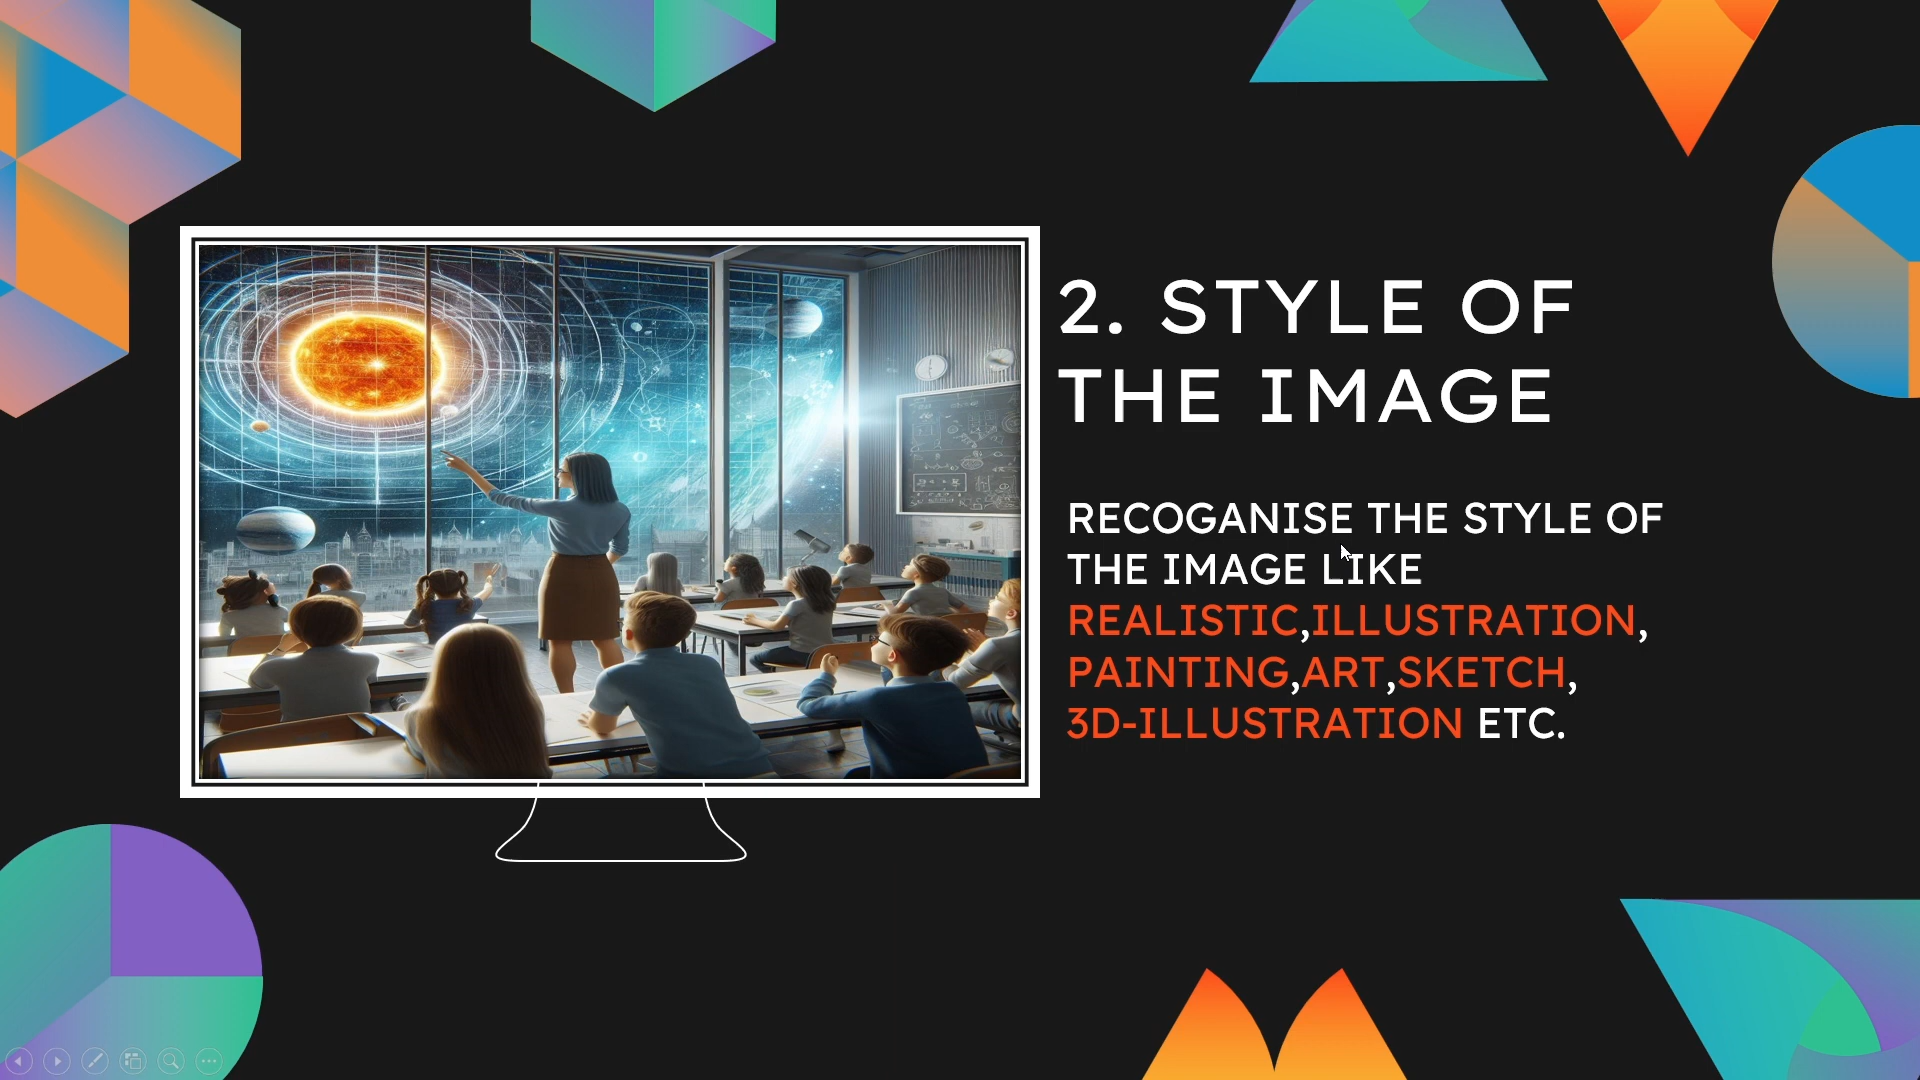 2. STYLE OF
THE IMAGE
RECOGANISE THE STYLE OF
THE IMAGE LIKE
REALISTIC,ILLUSTRATION,
PAINTING,ART,SKETCH,
3D-ILLUSTRATION ETC.